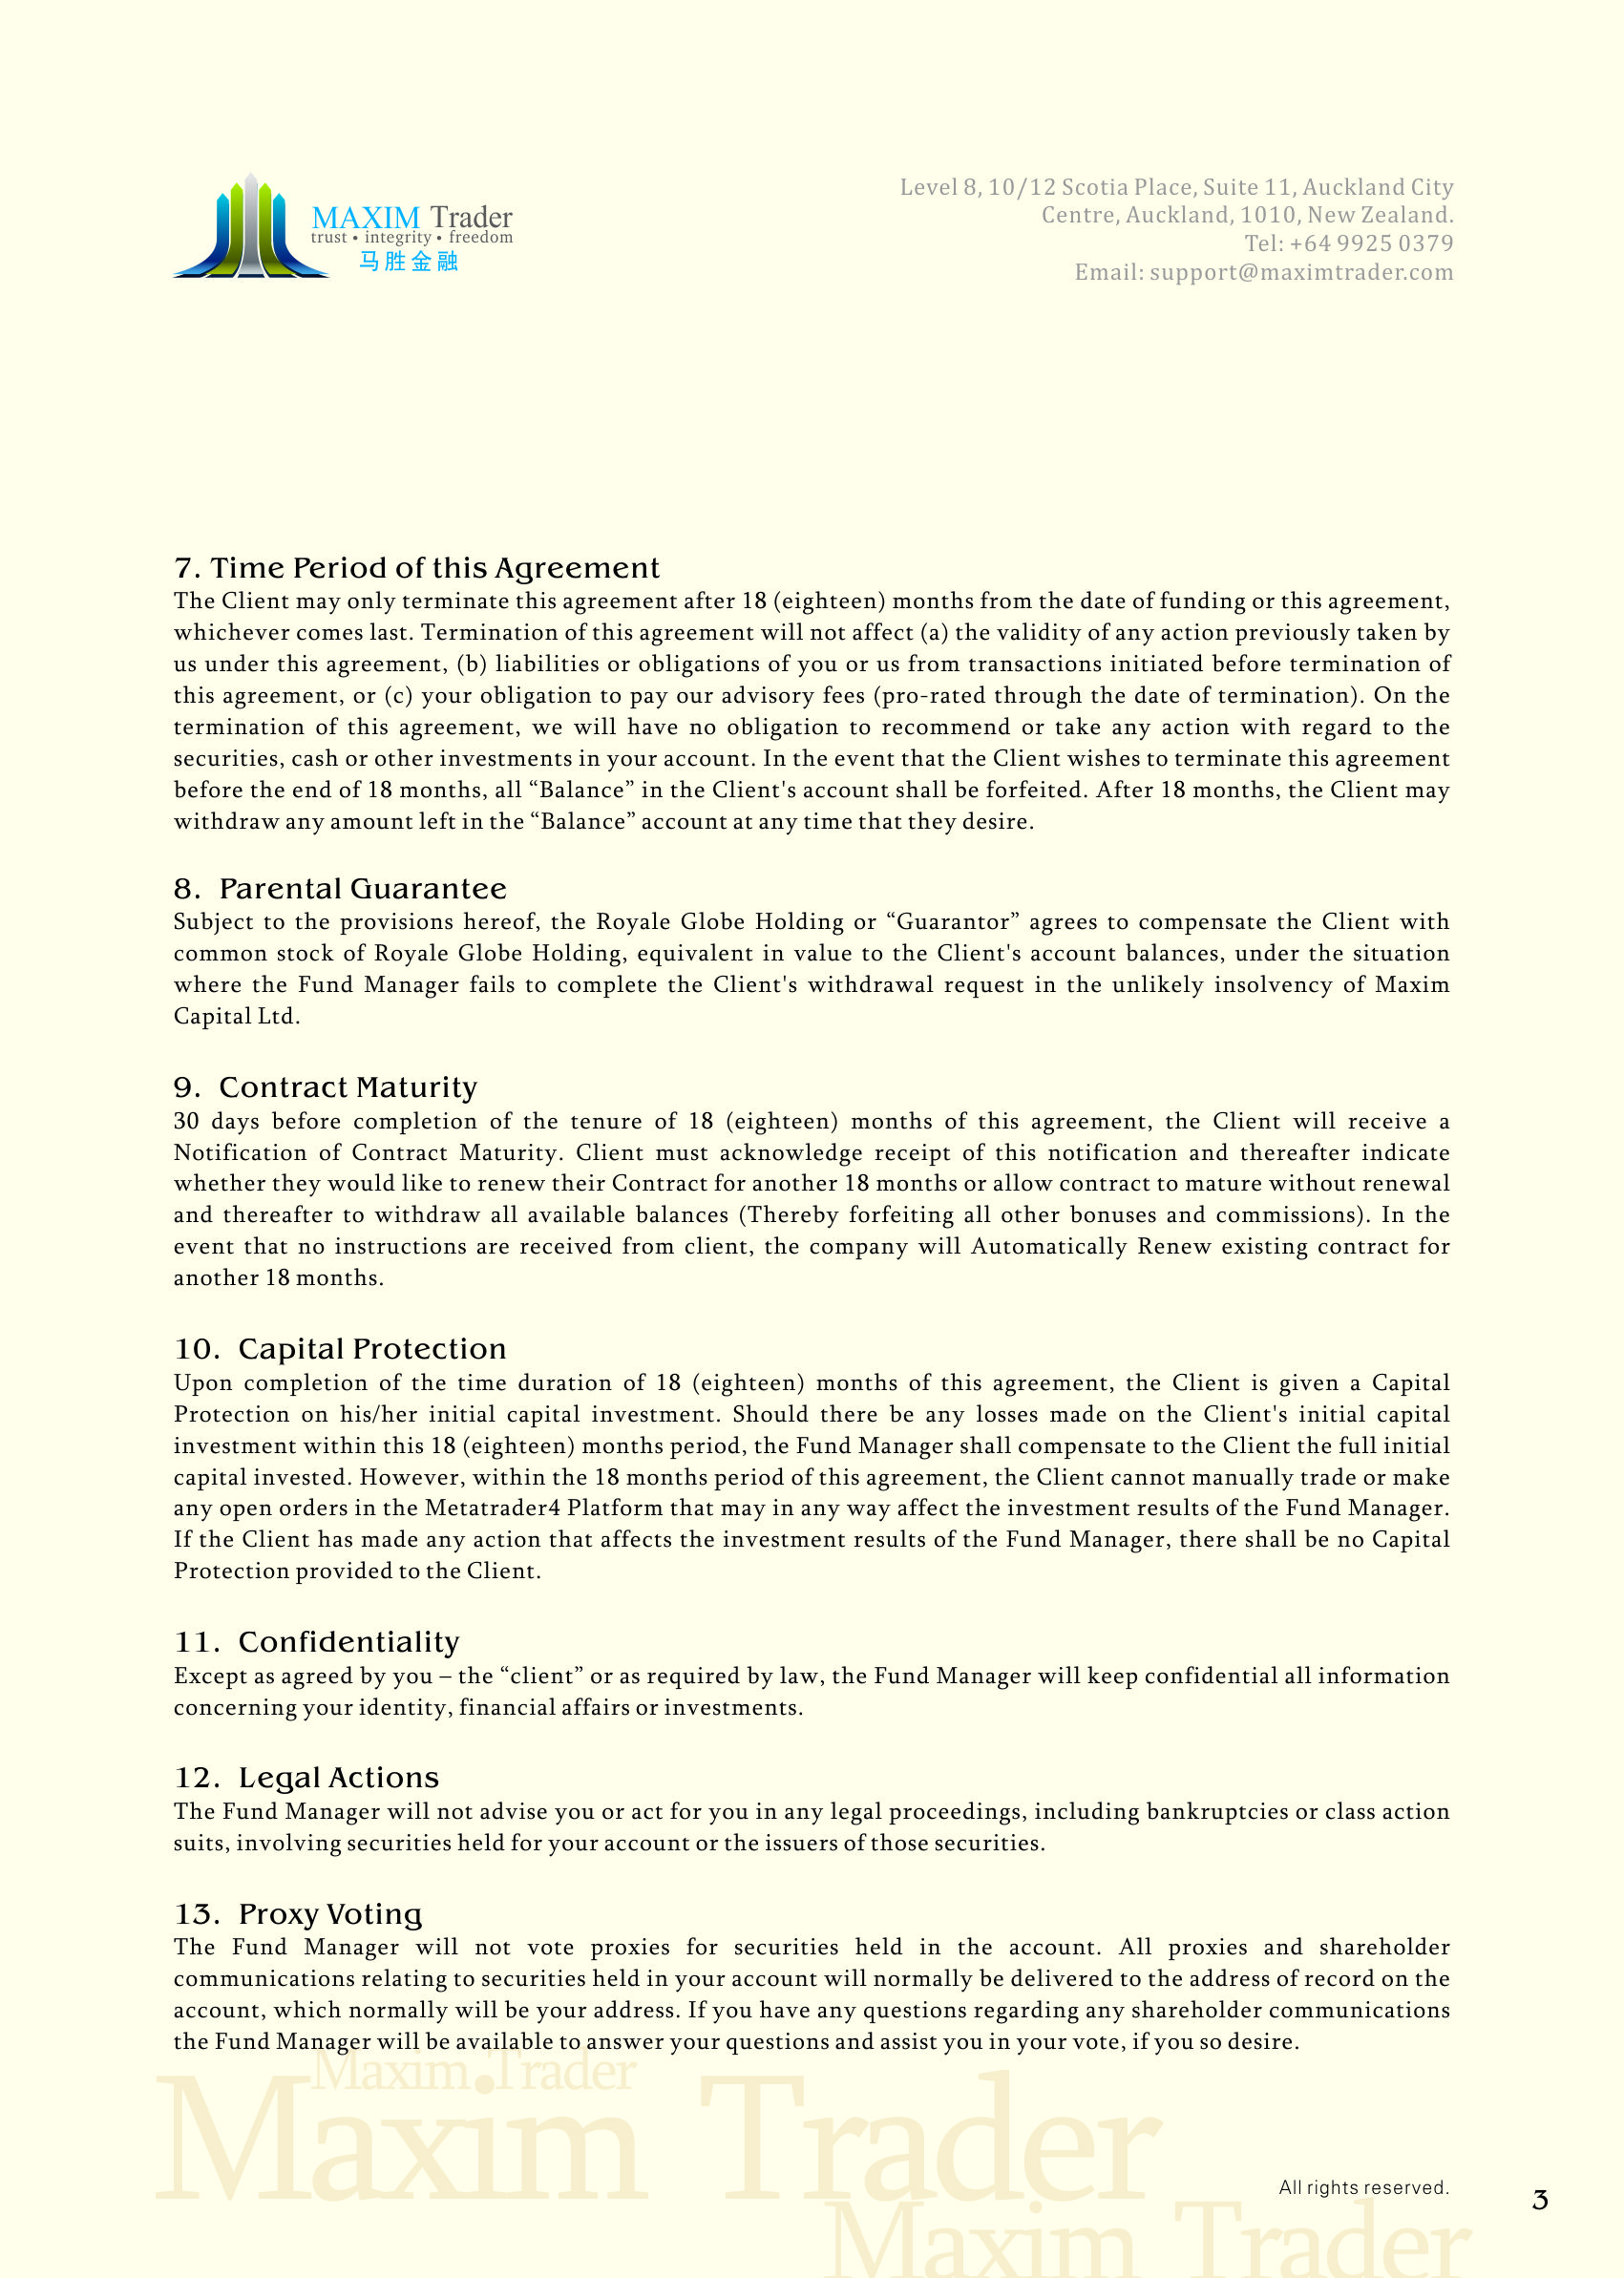 MAXIM Trader
trust • integrity • freedom
马胜金融
Level 8, 10/12 Scotia Place, Suite 11, Auckland City
Centre, Auckland, 1010, New Zealand.
Tel: +64 9925 0379
Email: support@maximtrader.com
7. Time Period of this Agreement
The Client may only terminate this agreement after 18 (eighteen) months from the date of funding or this agreement,
whichever comes last. Termination of this agreement will not affect (a) the validity of any action previously taken by
us under this agreement, (b) liabilities or obligations of you or us from transactions initiated before termination of
this agreement, or (c) your obligation to pay our advisory fees (pro-rated through the date of termination). On the
termination of this agreement, we will have no obligation to recommend or take any action with regard to the
securities, cash or other investments in your account. In the event that the Client wishes to terminate this agreement
before the end of 18 months, all “Balance” in the Client's account shall be forfeited. After 18 months, the Client may
withdraw any amount left in the “Balance” account at any time that they desire.
8. Parental Guarantee
Subject to the provisions hereof, the Royale Globe Holding or “Guarantor” agrees to compensate the Client with
common stock of Royale Globe Holding, equivalent in value to the Client's account balances, under the situation
where the Fund Manager fails to complete the Client's withdrawal request in the unlikely insolvency of Maxim
Capital Ltd.
9. Contract Maturity
30 days before completion of the tenure of 18 (eighteen) months of this agreement, the Client will receive a
Notification of Contract Maturity. Client must acknowledge receipt of this notification and thereafter indicate
whether they would like to renew their Contract for another 18 months or allow contract to mature without renewal
and thereafter to withdraw all available balances (Thereby forfeiting all other bonuses and commissions). In the
event that no instructions are received from client, the company will Automatically Renew existing contract for
another 18 months.
10. Capital Protection
Upon completion of the time duration of 18 (eighteen) months of this agreement, the Client is given a Capital
Protection on his/her initial capital investment. Should there be any losses made on the Client's initial capital
investment within this 18 (eighteen) months period, the Fund Manager shall compensate to the Client the full initial
capital invested. However, within the 18 months period of this agreement, the Client cannot manually trade or make
any open orders in the Metatrader4 Platform that may in any way affect the investment results of the Fund Manager.
If the Client has made any action that affects the investment results of the Fund Manager, there shall be no Capital
Protection provided to the Client.
11. Confidentiality
Except as agreed by you – the “client” or as required by law, the Fund Manager will keep confidential all information
concerning your identity, financial affairs or investments.
12. Legal Actions
The Fund Manager will not advise you or act for you in any legal proceedings, including bankruptcies or class action
suits, involving securities held for your account or the issuers of those securities.
13. Proxy Voting
The Fund Manager will not vote proxies for securities held in the account. All proxies and shareholder
communications relating to securities held in your account will normally be delivered to the address of record on the
account, which normally will be your address. If you have any questions regarding any shareholder communications
the Fund Manager will be available to answer your questions and assist you in your vote, if you so desire.
Maxim Trader
Maxim Trader
All rights reserved.
3
Maxim Trader